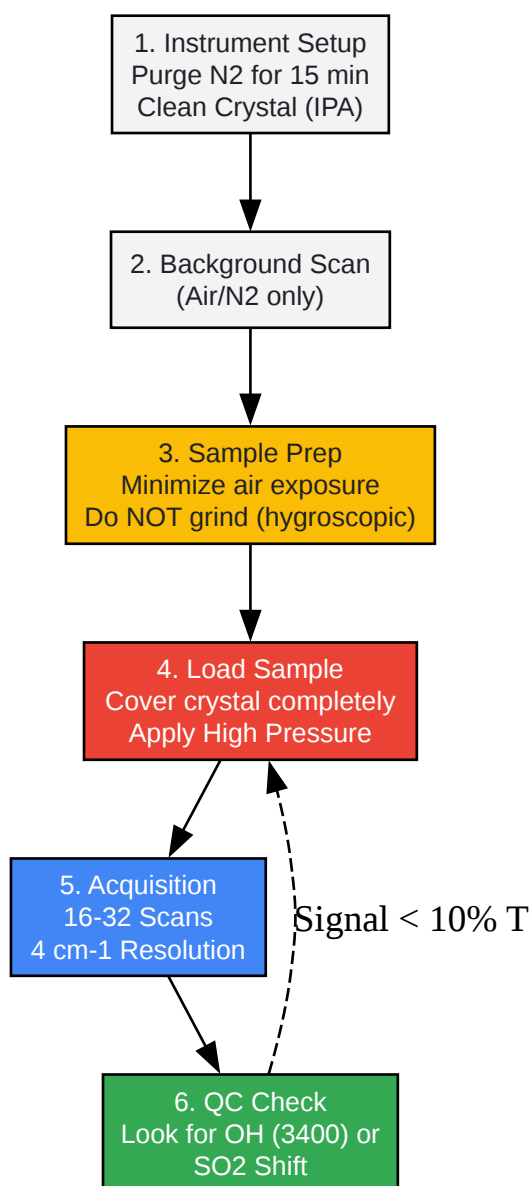 1. Instrument Setup
Purge N2 for 15 min
Clean Crystal (IPA)
2. Background Scan
(Air/N2 only)
3. Sample Prep
Minimize air exposure
Do NOT grind (hygroscopic)
4. Load Sample
Cover crystal completely
Apply High Pressure
5. Acquisition
16-32 Scans
4 cm-1 Resolution
Signal < 10% T
6. QC Check
Look for OH (3400) or
SO2 Shift